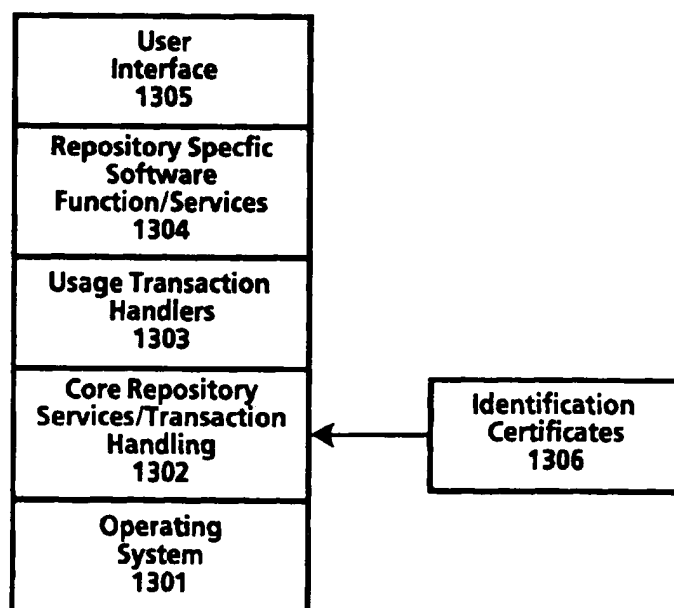 User
Interface
1305
Repository Specfic
Software
Function/Services
1304
Usage Transaction
Handlers
1303
Core Repository
Services/Transaction
Handling
1302
Identification
Certificates
1306
Operating
System
1301